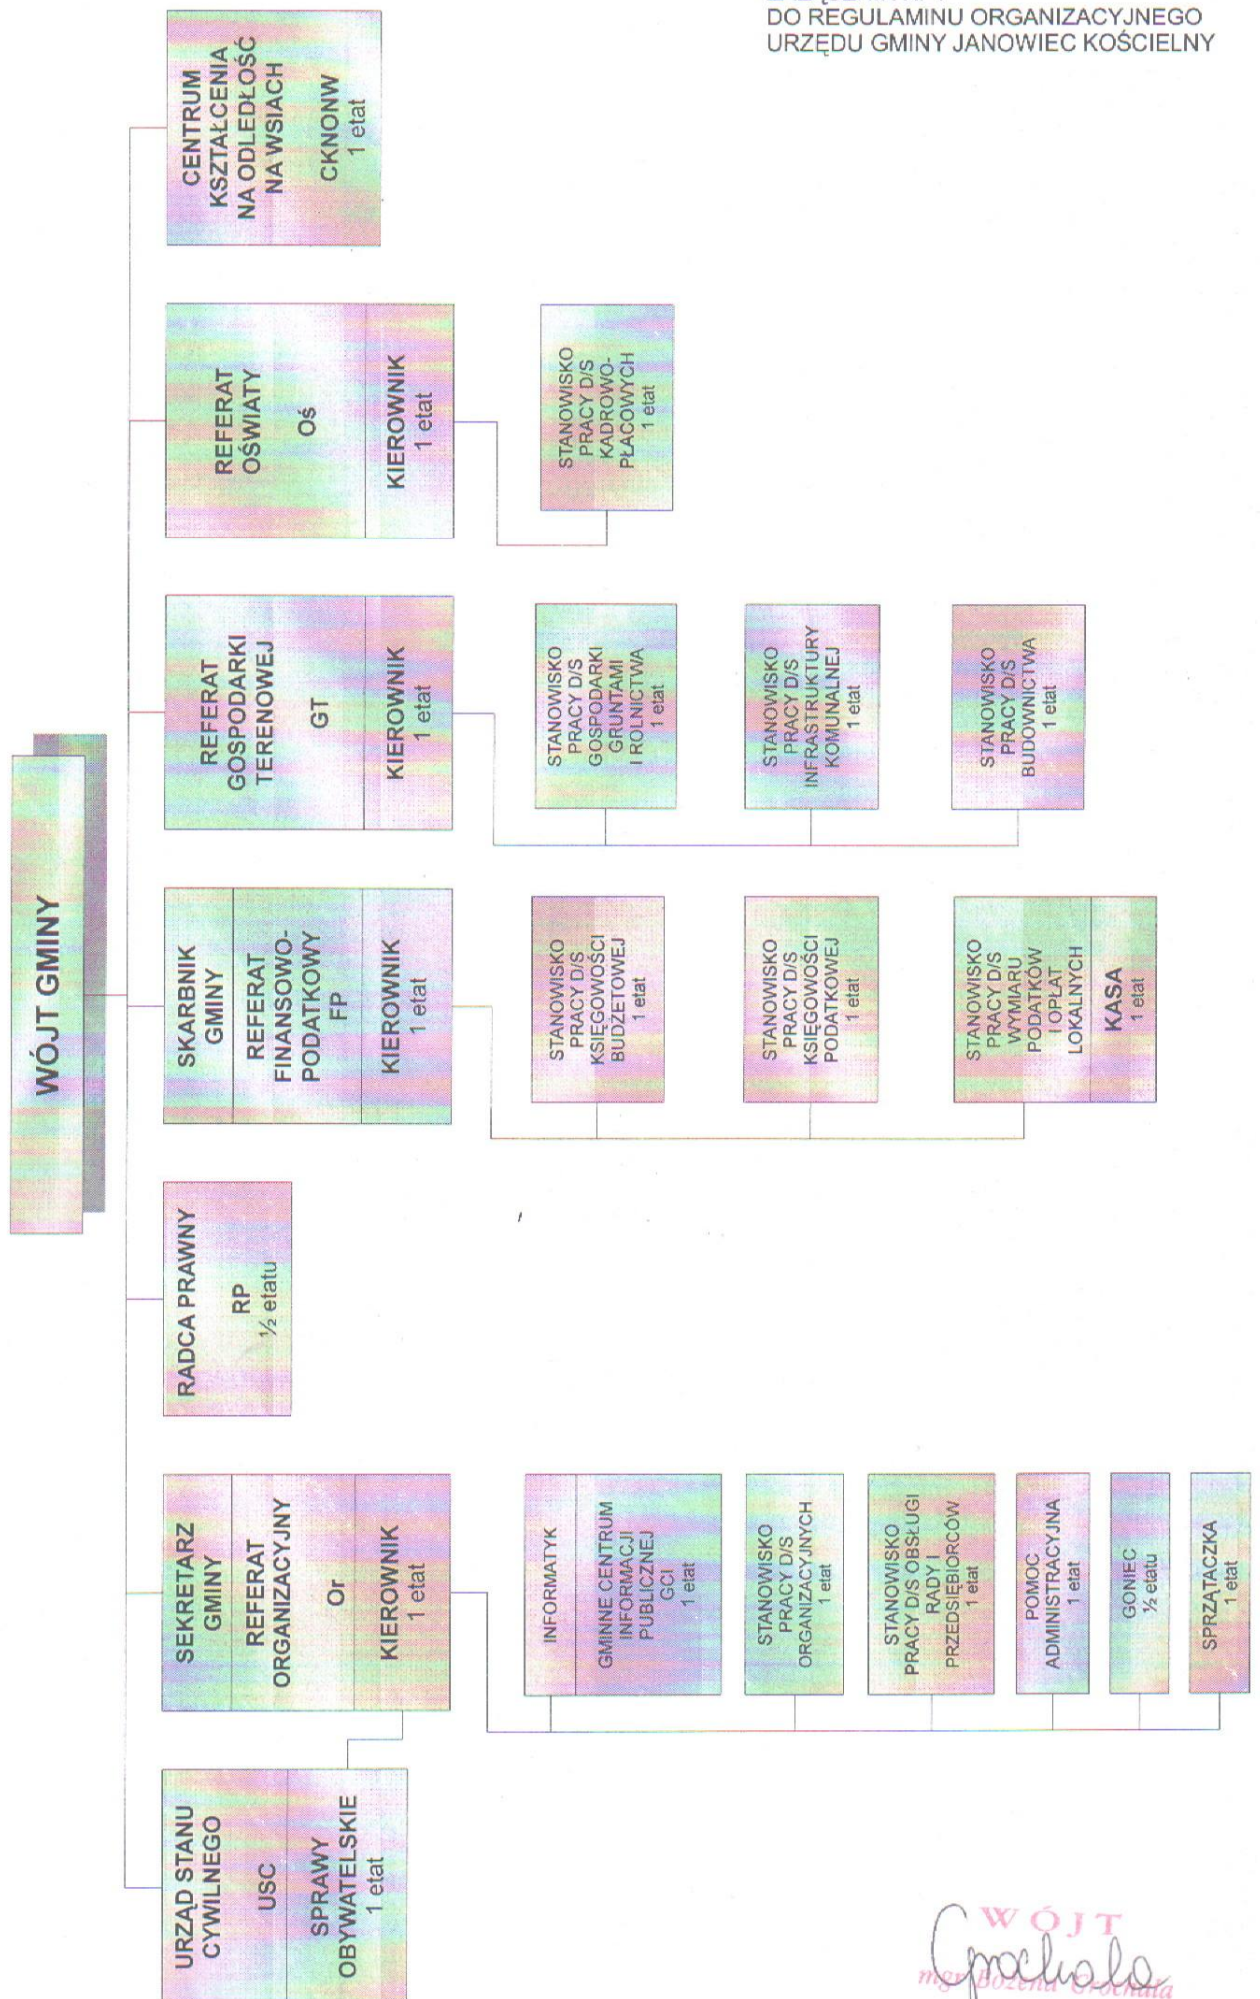 DO REGULAMINU ORGANIZACYJNEGO
URZĘDU GMINY JANOWIEC KOŚCIELNY
WÓJT GMINY
URZĄD STANU
CYWILNEGO
USC
SPRAWY
OBYWATELSKIE
1 etat
SEKRETARZ
GMINY
REFERAT
ORGANIZACYJNY
Or
KIEROWNIK
1 etat
INFORMATYK
GMINNE CENTRUM
INFORMACJI
PUBLICZNEJ
GCI
1 etat
STANOWISKO
PRACY D/S
ORGANIZACYJNYCH
1 etat
STANOWISKO
PRACY D/S OBSŁUGI
RADY I
PRZEDSIĘBIORCÓW
1 etat
POMOC
ADMINISTRACYJNA
1 etat
GONIEC
½ etatu
SPRZĄTACZKA
1 etat
RADCA PRAWNY
RP
½ etatu
SKARBNIK
GMINY
REFERAT
FINANSOWO-
PODATKOWY
FP
KIEROWNIK
1 etat
STANOWISKO
PRACY D/S
KSIĘGOWOŚCI
BUDŻETOWEJ
1 etat
STANOWISKO
PRACY D/S
KSIĘGOWOŚCI
PODATKOWEJ
1 etat
STANOWISKO
PRACY D/S
WYMIARU
PODATKÓW
I OPŁAT
LOKALNYCH
KASA
1 etat
REFERAT
GOSPODARKI
TERENOWEJ
GT
KIEROWNIK
1 etat
STANOWISKO
PRACY D/S
GOSPODARKI
GRUNTAMI
I ROLNICTWA
1 etat
STANOWISKO
PRACY D/S
INFRASTRUKTURY
KOMUNALNEJ
1 etat
STANOWISKO
PRACY D/S
BUDOWNICTWA
1 etat
REFERAT
OŚWIATY
Oś
KIEROWNIK
1 etat
STANOWISKO
PRACY D/S
KADROWO-
PŁACOWYCH
1 etat
CENTRUM
KSZTAŁCENIA
NA ODLEDŁOŚĆ
NA WSIACH
CKNONW
1 etat
WÓJT
Grochala
mgr Bożena Grochala